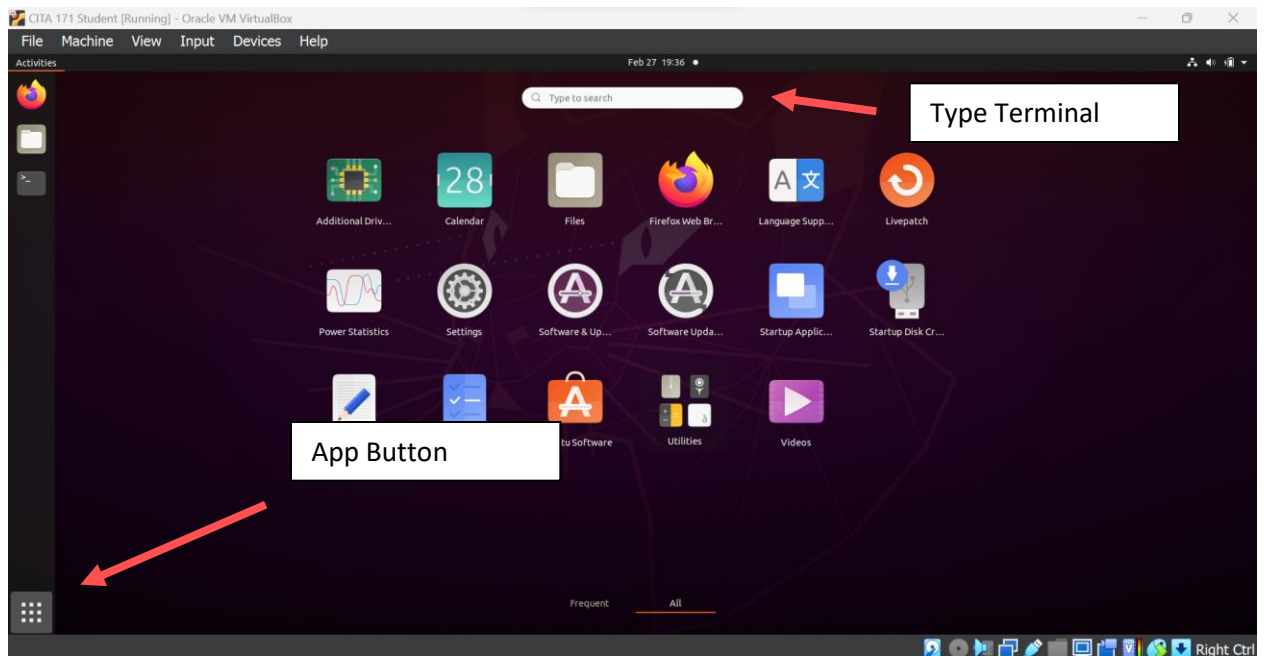 CITA 171 Student [Running] - Oracle VM VirtualBox
File Machine View Input Devices Help
Activities
Feb 27 19:36
Type to search
Type Terminal
28
Additional Driv...
Calendar
Files
Firefox Web Br...
Language Supp...
Livepatch
Power Statistics
Settings
Software & Up...
Software Upda...
Startup Applic...
Startup Disk Cr...
App Button
tu Software
Utilities
Videos
Frequent
All
Right Ctrl